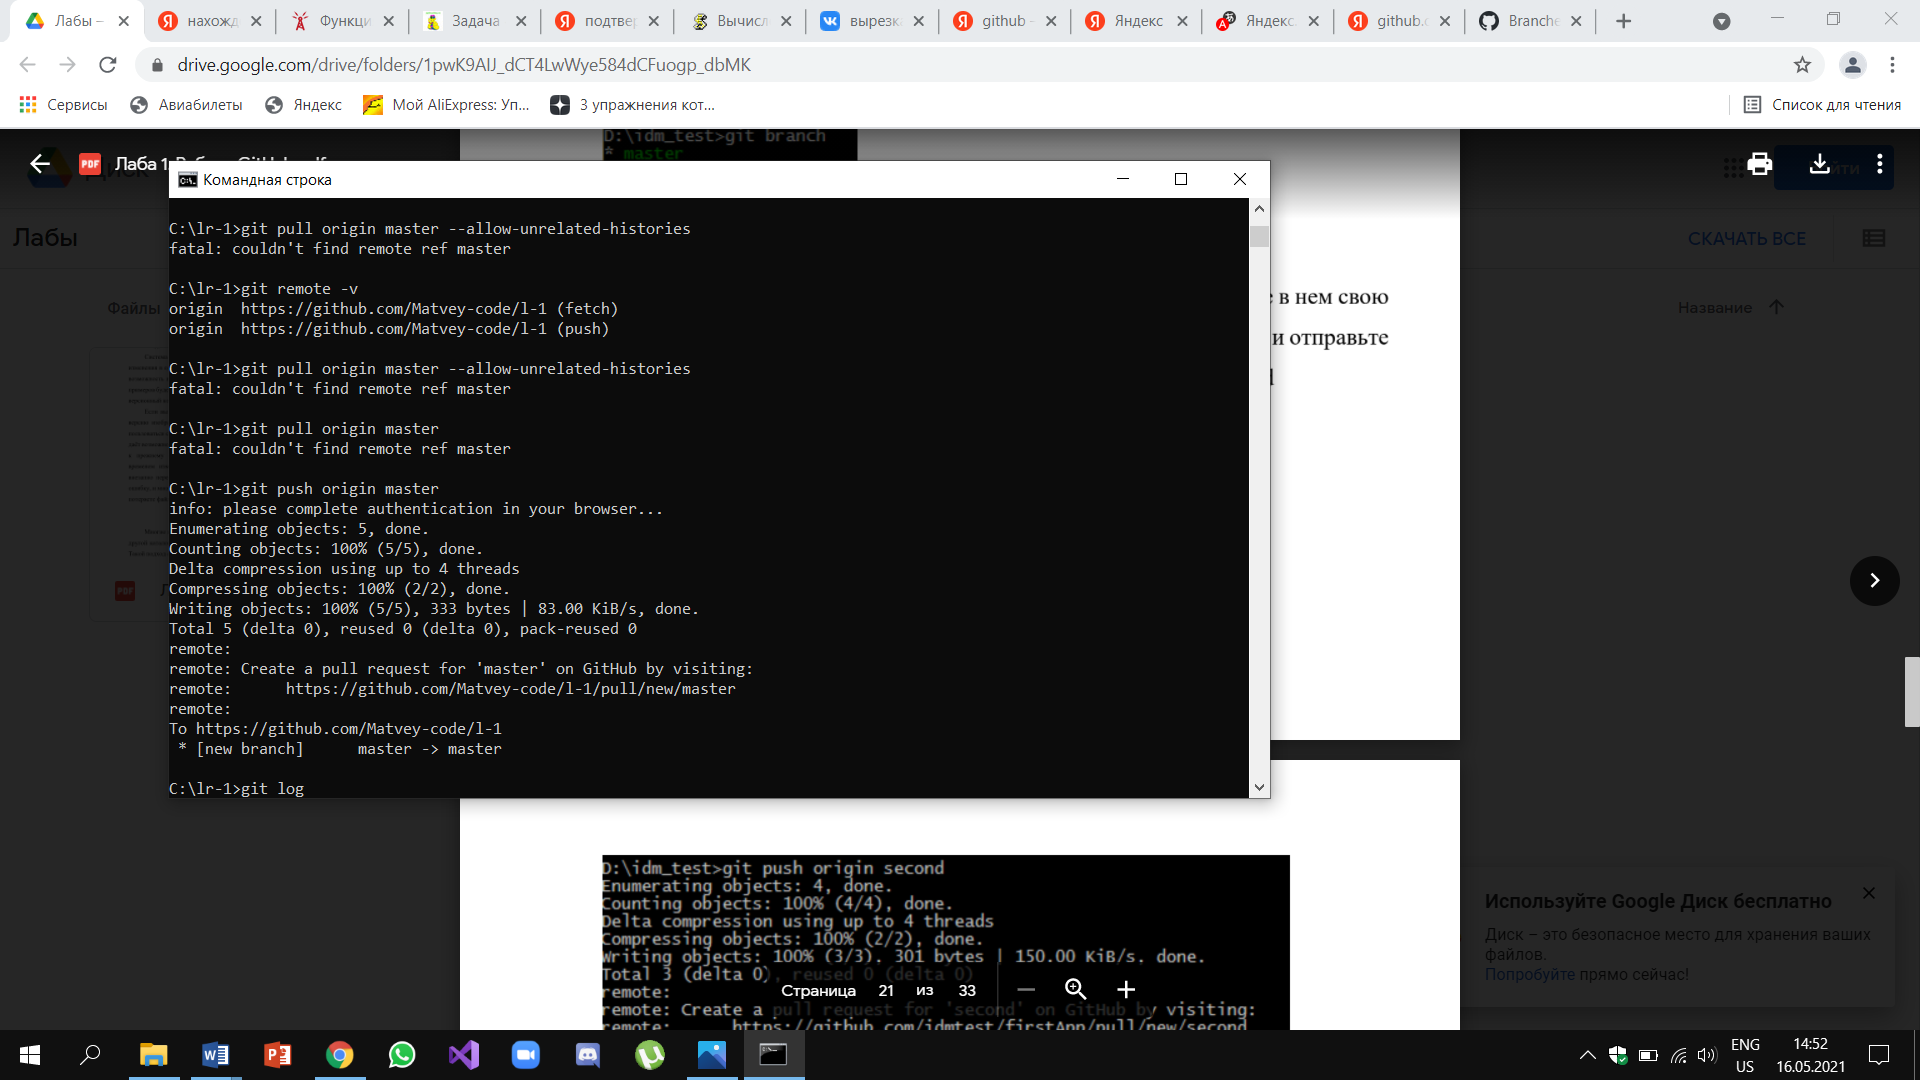 Лабы –
нахожд
Функци
Задача
подтвер
Вычисл
вырезка
github -
Яндекс
Яндекс.
github.c
Branche
drive.google.com/drive/folders/1pwK9AIJ_dCT4LwWye584dCFuogp_dbMK
Сервисы
Авиабилеты
Яндекс
Мой AliExpress: Уп...
3 упражнения кот...
Список для чтения
D:\idm_test>git branch
* master
PDF
Командная строка
Лабы
СКАЧАТЬ ВСЕ
Файлы
Название
е в нем свою
и отправьте
C:\lr-1>git pull origin master --allow-unrelated-histories
fatal: couldn't find remote ref master
C:\lr-1>git remote -v
origin  https://github.com/Matvey-code/l-1 (fetch)
origin  https://github.com/Matvey-code/l-1 (push)
C:\lr-1>git pull origin master --allow-unrelated-histories
fatal: couldn't find remote ref master
C:\lr-1>git pull origin master
fatal: couldn't find remote ref master
C:\lr-1>git push origin master
info: please complete authentication in your browser...
Enumerating objects: 5, done.
Counting objects: 100% (5/5), done.
Delta compression using up to 4 threads
Compressing objects: 100% (2/2), done.
Writing objects: 100% (5/5), 333 bytes | 83.00 KiB/s, done.
Total 5 (delta 0), reused 0 (delta 0), pack-reused 0
remote:
remote: Create a pull request for 'master' on GitHub by visiting:
remote:      https://github.com/Matvey-code/l-1/pull/new/master
remote:
To https://github.com/Matvey-code/l-1
 * [new branch]      master -> master
C:\lr-1>git log
D:\idm_test>git push origin second
Enumerating objects: 4, done.
Counting objects: 100% (4/4), done.
Delta compression using up to 4 threads
Compressing objects: 100% (2/2), done.
Writing objects: 100% (3/3), 301 bytes | 150.00 KiB/s, done.
Total 3 (delta 0), reused 0 (delta 0)
remote:
remote: Create a pull request for 'second' on GitHub by visiting:
remote:      https://github.com/idmtest/firstApp/pull/new/second
Страница 21 из 33
Используйте Google Диск бесплатно
Диск – это безопасное место для хранения ваших
файлов.
Попробуйте прямо сейчас!
ENG
US
14:52
16.05.2021